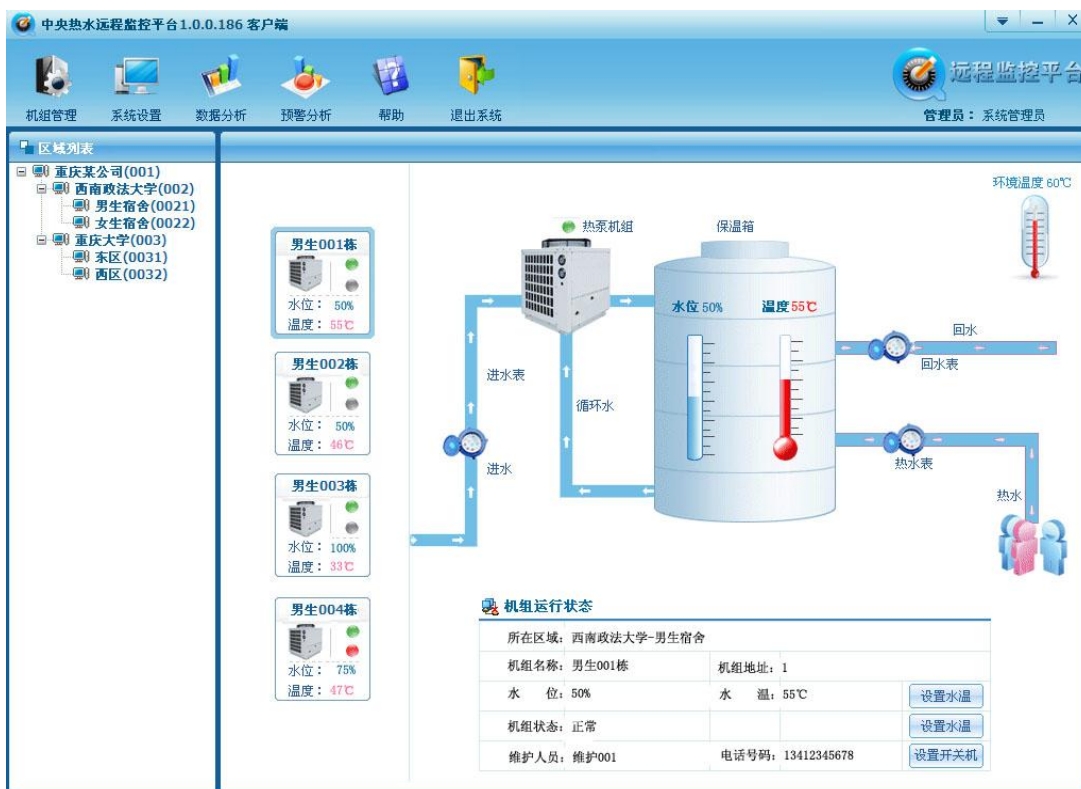 中央热水远程监控平台1.0.0.186 客户端
远程监控平台
机组管理 系统设置 数据分析 预警分析 帮助 退出系统
管理员： 系统管理员
区域列表
重庆某公司(001)
西南政法大学(002)
男生宿舍(0021)
女生宿舍(0022)
重庆大学(003)
东区(0031)
西区(0032)
男生001栋
水位： 50%
温度： 55℃
男生002栋
水位： 50%
温度： 46℃
男生003栋
水位： 100%
温度： 33℃
男生004栋
水位： 75%
温度： 47℃
环境温度 60℃
热泵机组
保温箱
水位 50% 温度 55℃
回水
回水表
进水表
循环水
进水
热水表
热水
机组运行状态
所在区域： 西南政法大学-男生宿舍
机组名称： 男生001栋 机组地址： 1
水 位： 50% 水 温： 55℃ 设置水温
机组状态： 正常 设置水温
维护人员： 维护001 电话号码： 13412345678 设置开关机